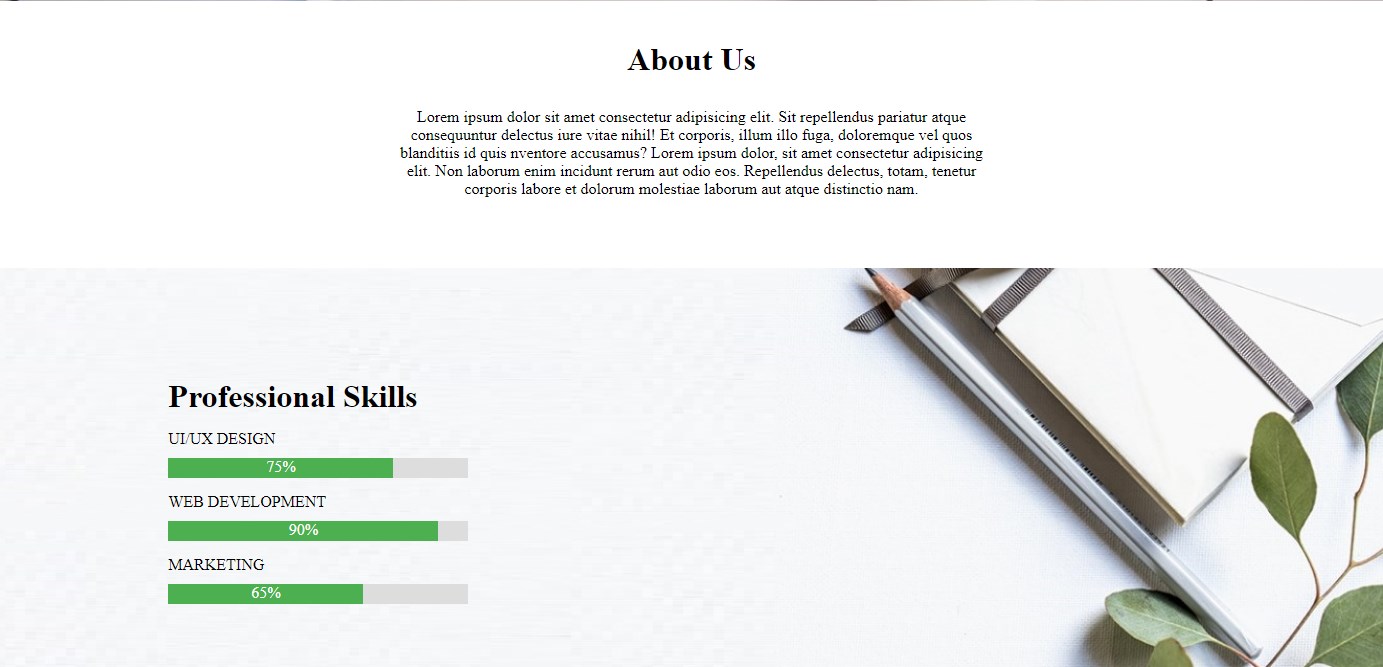 About Us
Lorem ipsum dolor sit amet consectetur adipisicing elit. Sit repellendus pariatur atque
consequuntur delectus iure vitae nihil! Et corporis, illum illo fuga, doloremque vel quos
blanditiis id quis nventore accusamus? Lorem ipsum dolor, sit amet consectetur adipisicing
elit. Non laborum enim incidunt rerum aut odio eos. Repellendus delectus, totam, tenetur
corporis labore et dolorum molestiae laborum aut atque distinctio nam.
Professional Skills
UI/UX DESIGN
75%
WEB DEVELOPMENT
90%
MARKETING
65%